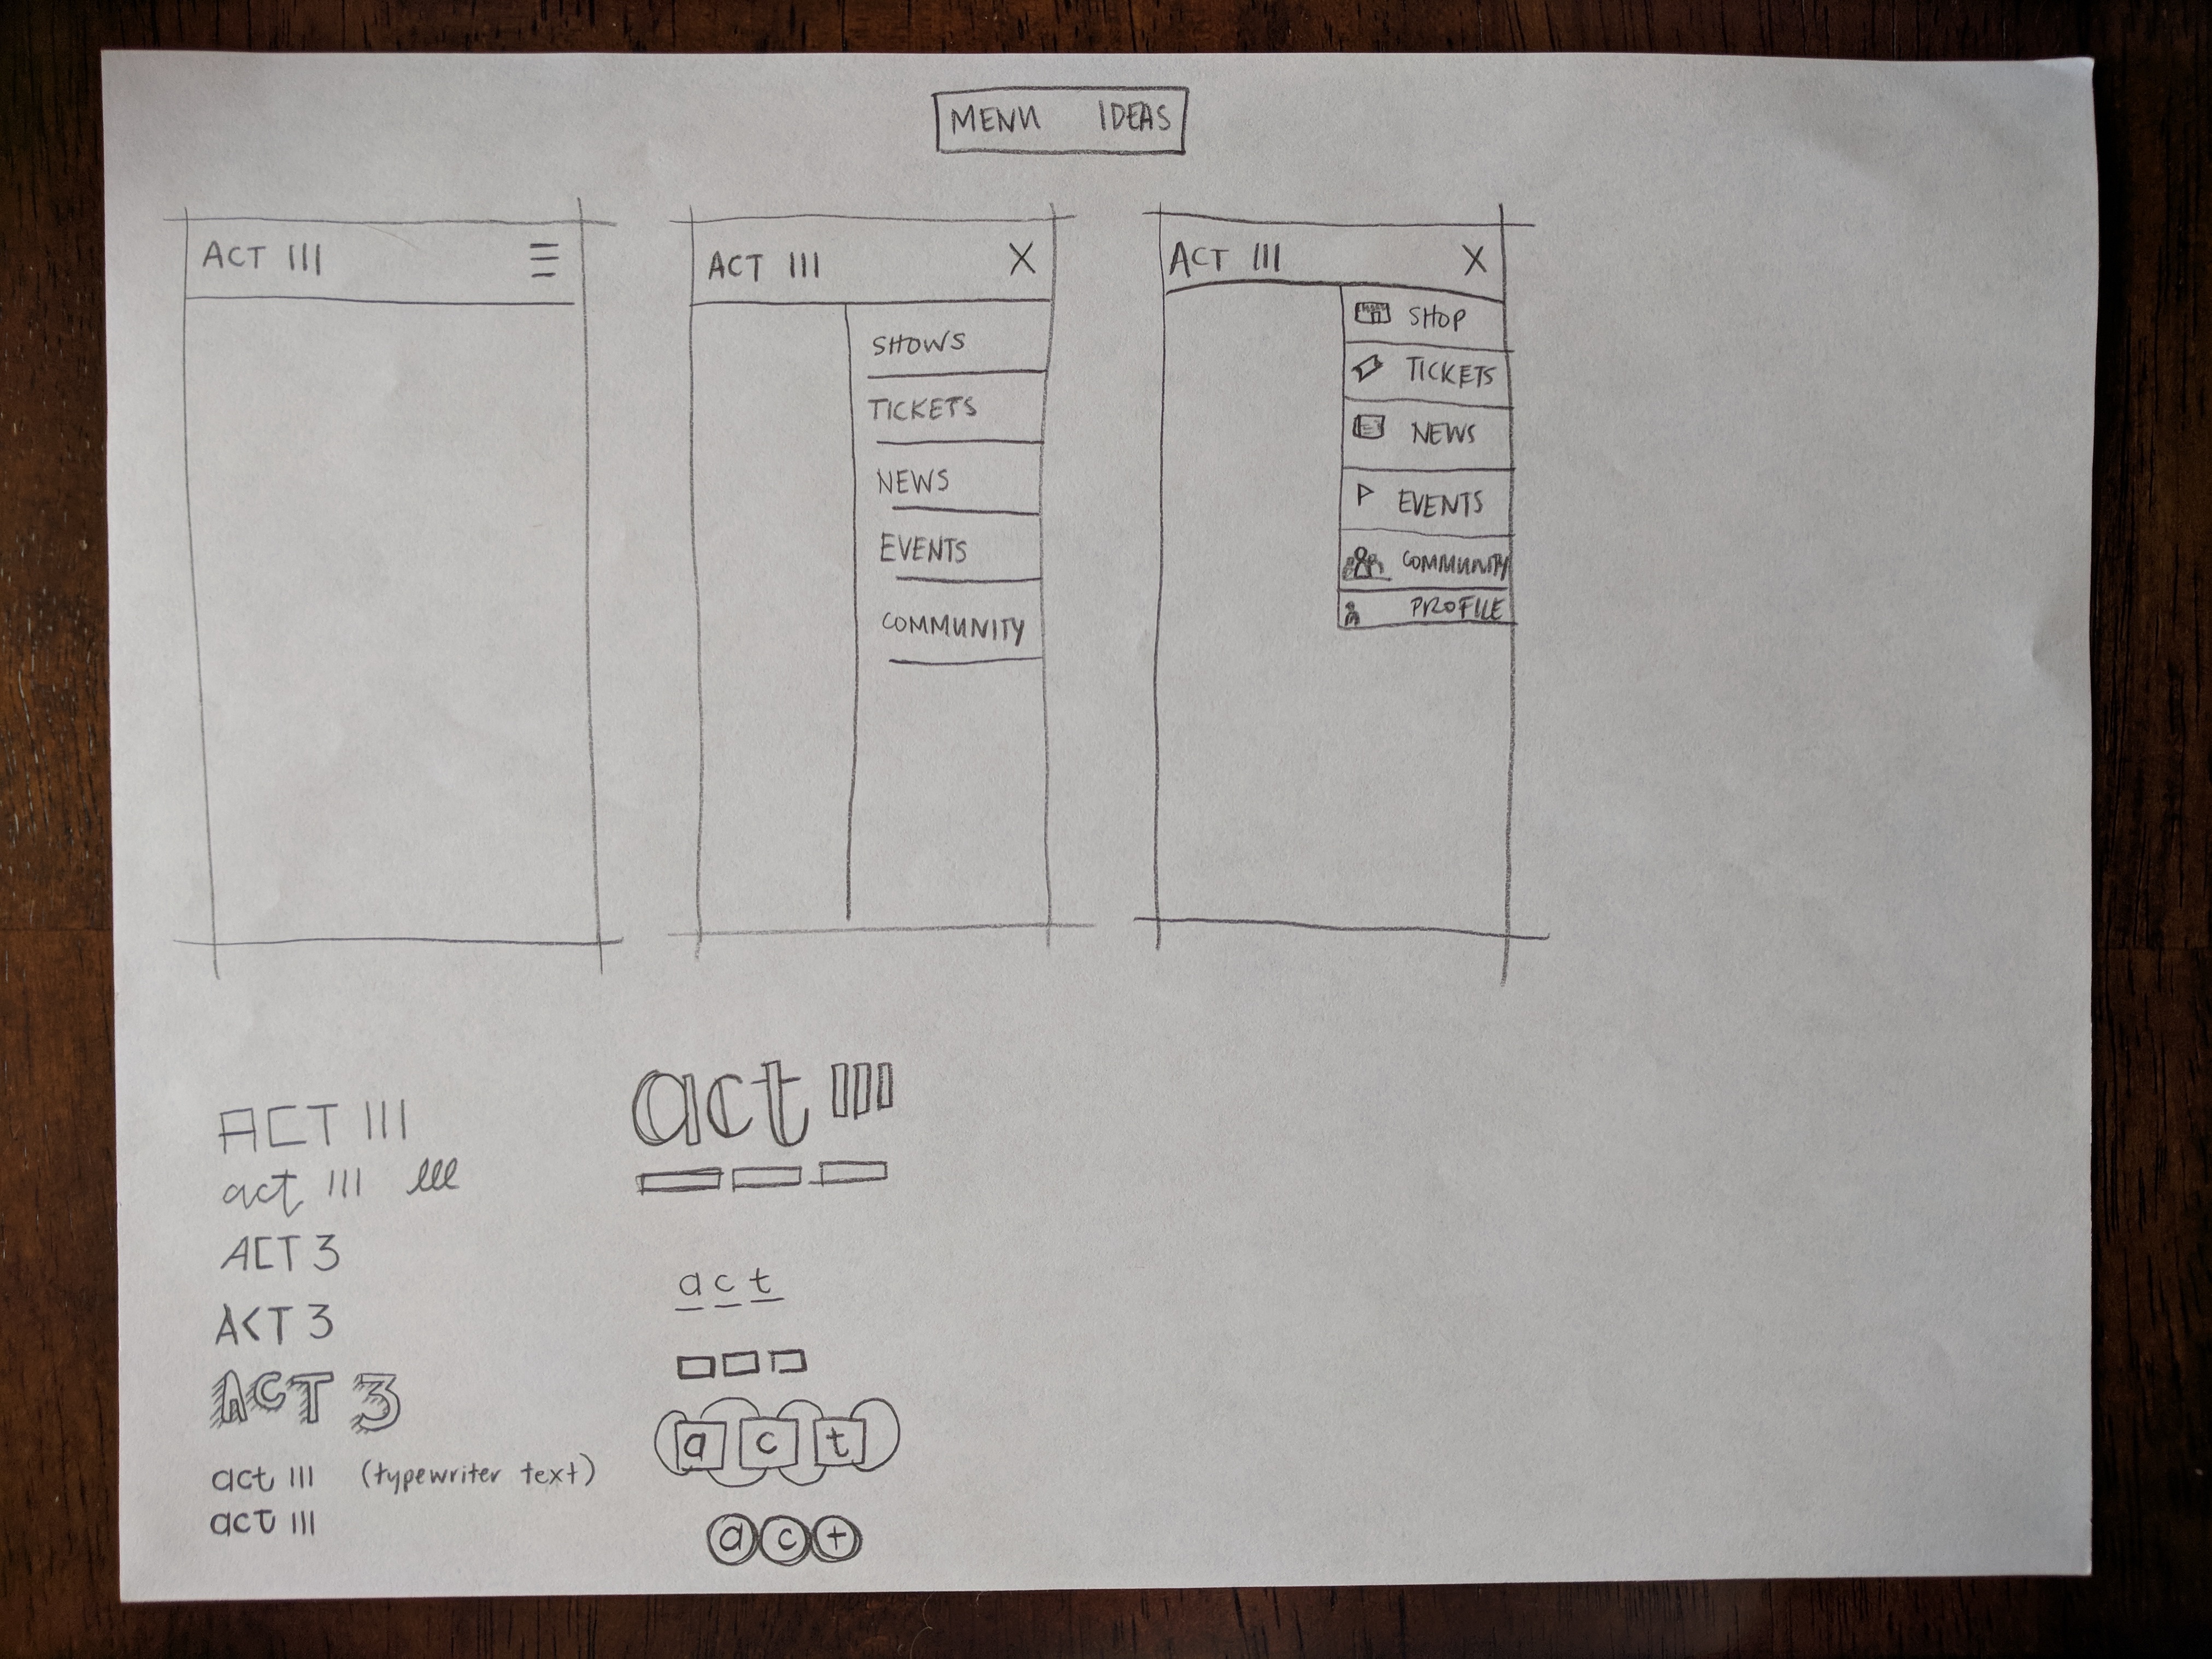 MENU IDEAS
ACT III
ACT III X
SHOWS
TICKETS
NEWS
EVENTS
COMMUNITY
ACT III X
SHOP
TICKETS
NEWS
EVENTS
COMMUNITY
PROFILE
ACT III
act III lll
ACT 3
ACT 3
ACT 3
act III (typewriter text)
act III
act III
act
act
act